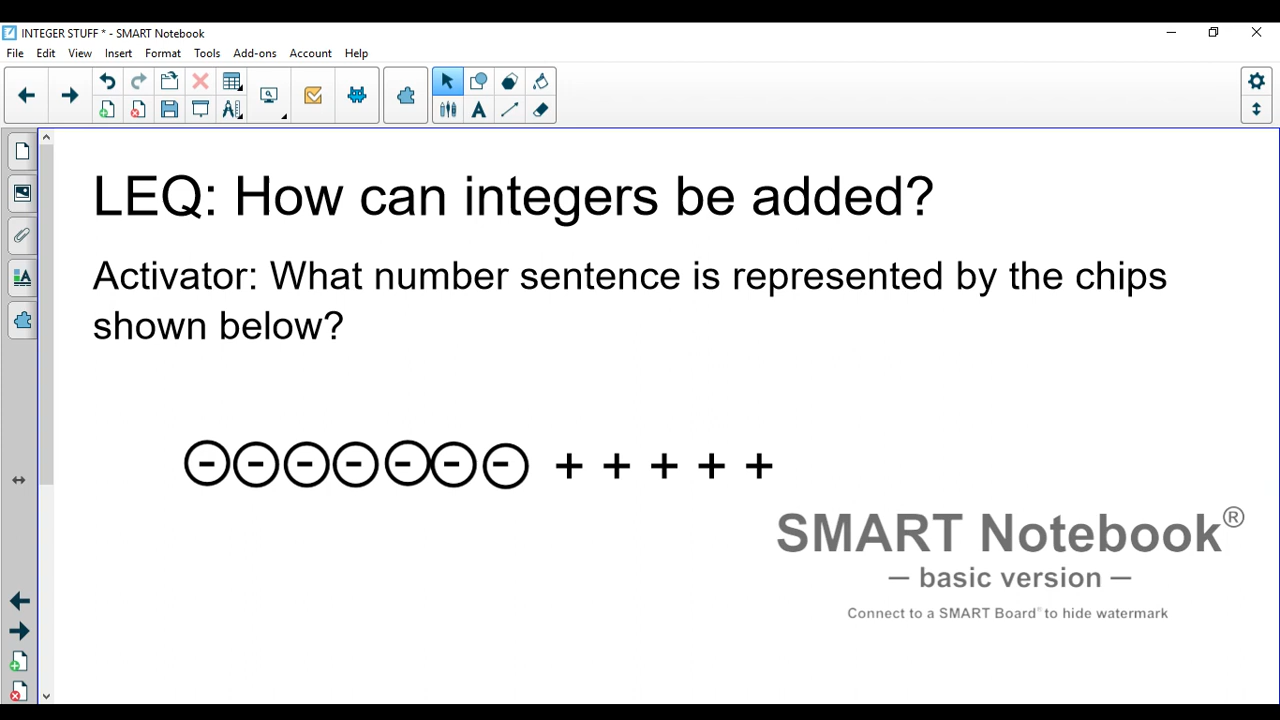 INTEGER STUFF * - SMART Notebook
File Edit View Insert Format Tools Add-ons Account Help
LEQ: How can integers be added?
Activator: What number sentence is represented by the chips
shown below?
- - - - - - - + + + + +
SMART Notebook®
— basic version —
Connect to a SMART Board® to hide watermark